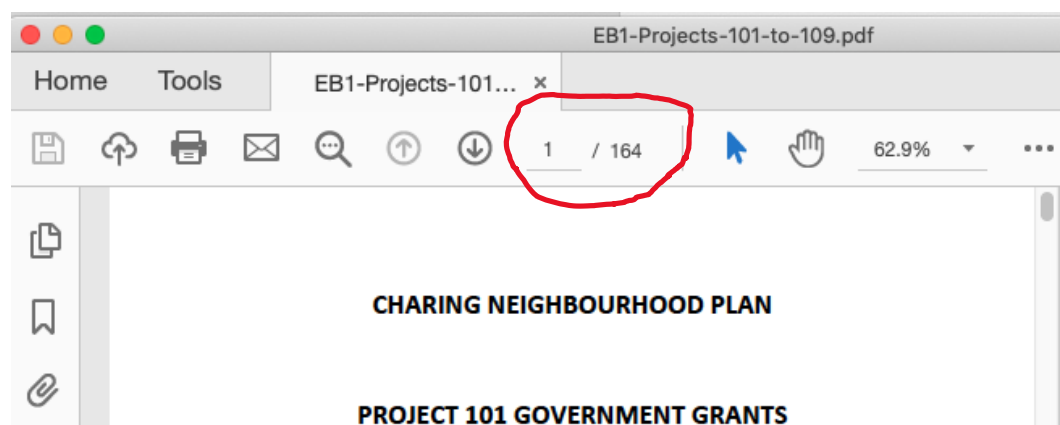 EB1-Projects-101-to-109.pdf
Home Tools EB1-Projects-101... ×
1 / 164 62.9%
CHARING NEIGHBOURHOOD PLAN
PROJECT 101 GOVERNMENT GRANTS